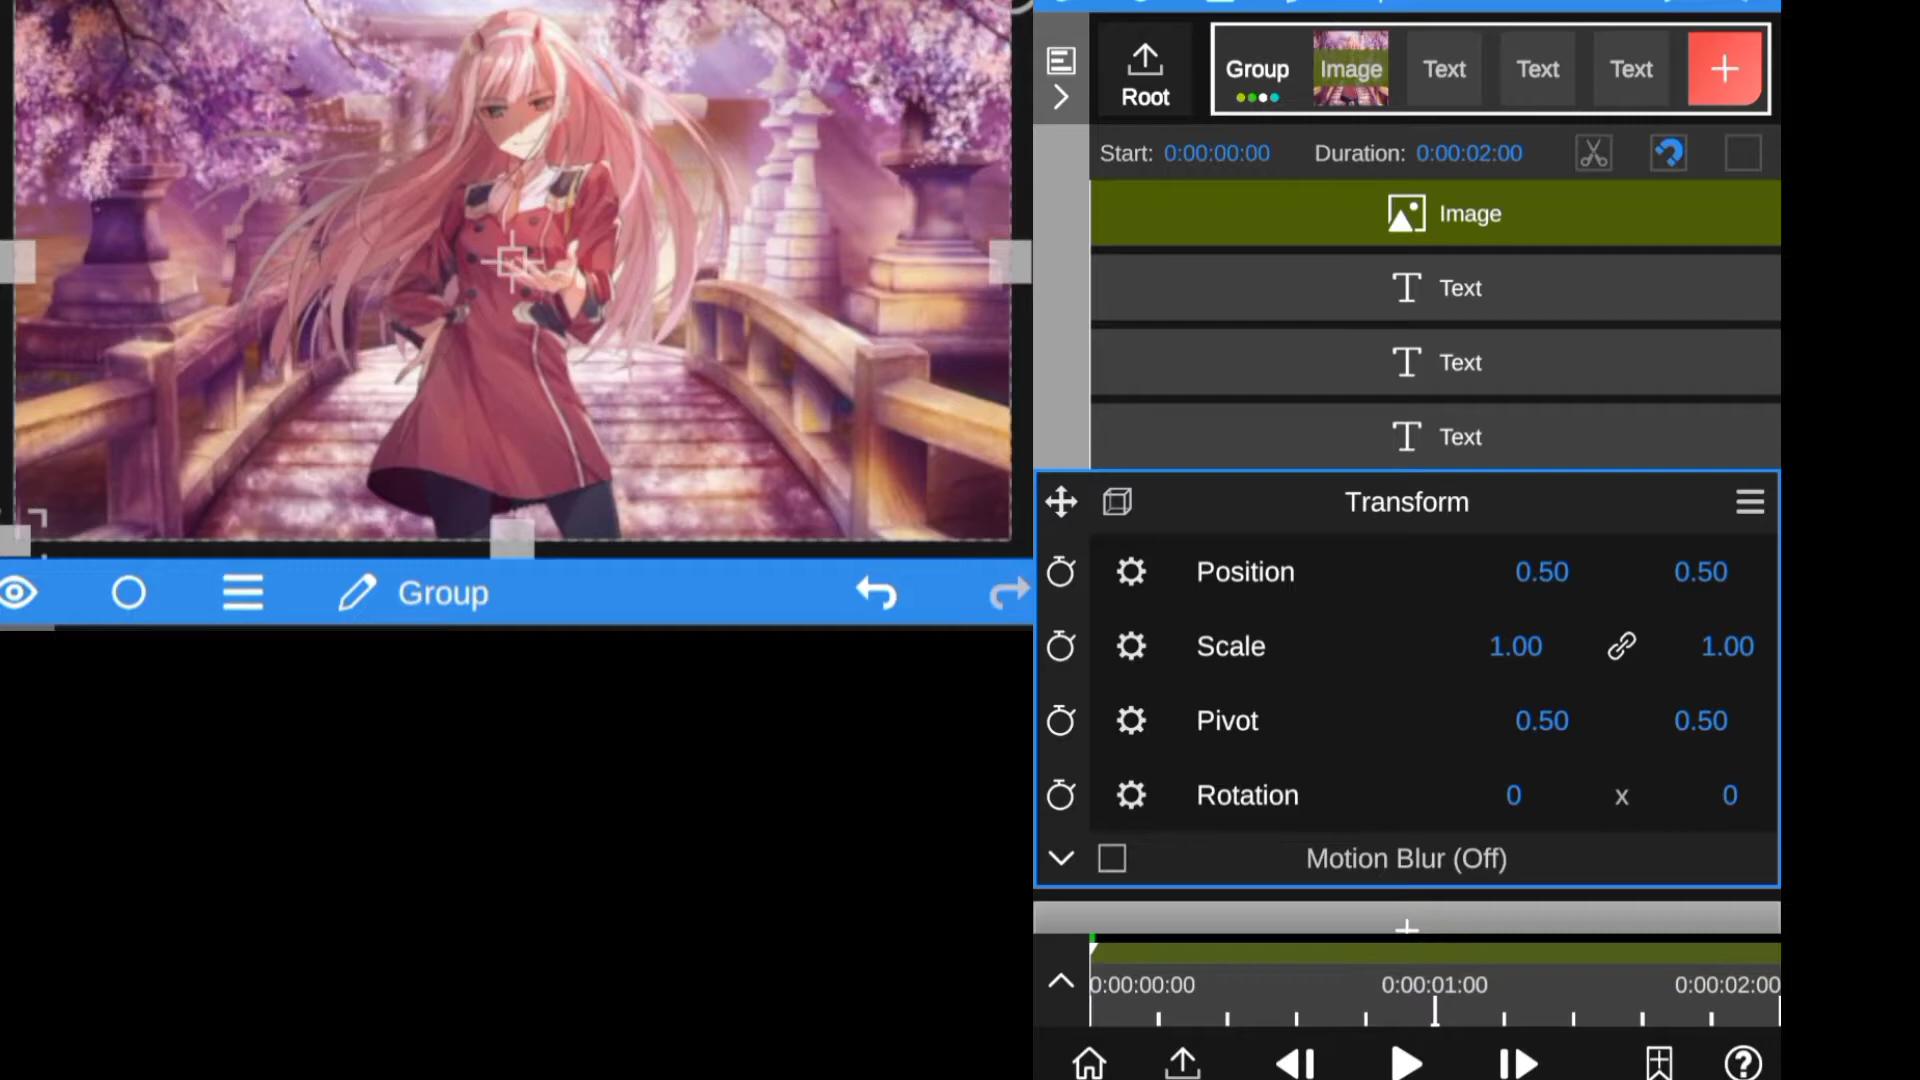 Root
Group
Image
Text
Text
Text
Start: 0:00:00:00
Duration: 0:00:02:00
Image
Text
Text
Text
Transform
Position 0.50 0.50
Scale 1.00 1.00
Pivot 0.50 0.50
Rotation 0 x 0
Motion Blur (Off)
Group
0:00:00:00 0:00:01:00 0:00:02:00